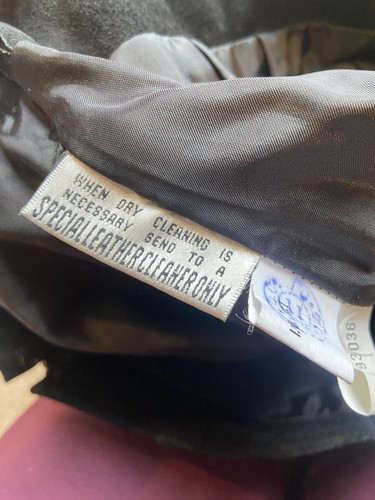 WHEN DRY CLEANING IS
NECESSARY SEND TO A
SPECIALLEATHERCLEANERONLY
93036